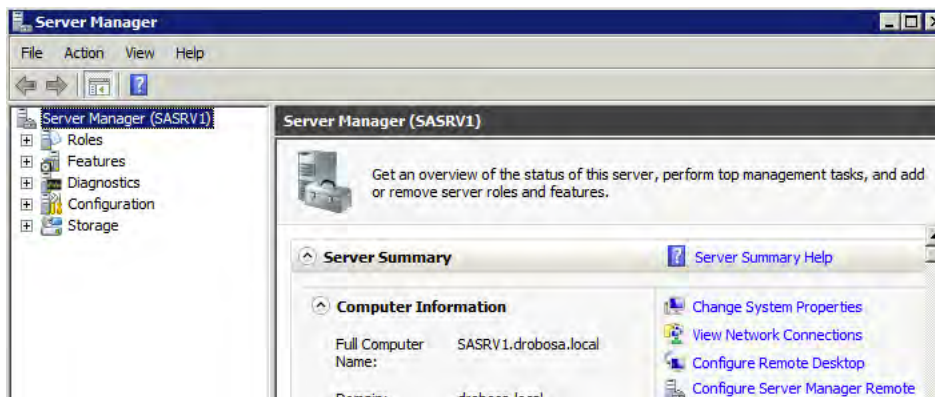 Server Manager
File Action View Help
Server Manager (SASRV1)
Roles
Features
Diagnostics
Configuration
Storage
Server Manager (SASRV1)
Get an overview of the status of this server, perform top management tasks, and add
or remove server roles and features.
Server Summary
Server Summary Help
Computer Information
Full Computer
Name:
SASRV1.drobosa.local
Change System Properties
View Network Connections
Configure Remote Desktop
Configure Server Manager Remote